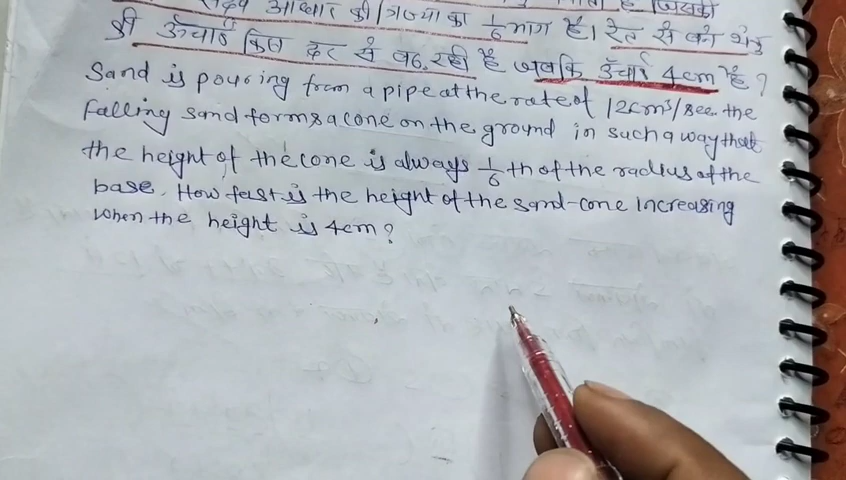 आधार की त्रिज्या का 1/6 भाग है। रेत से बने शंकु
की ऊँचाई किस दर से बढ़ रही है जबकि ऊँचाई 4cm है?
Sand is pouring from a pipe at the rate of 12cm³/sec. the
falling sand forms a cone on the ground in such a way that
the height of the cone is always 1/6 th of the radius of the
base. How fast is the height of the sand-cone increasing
when the height is 4cm?